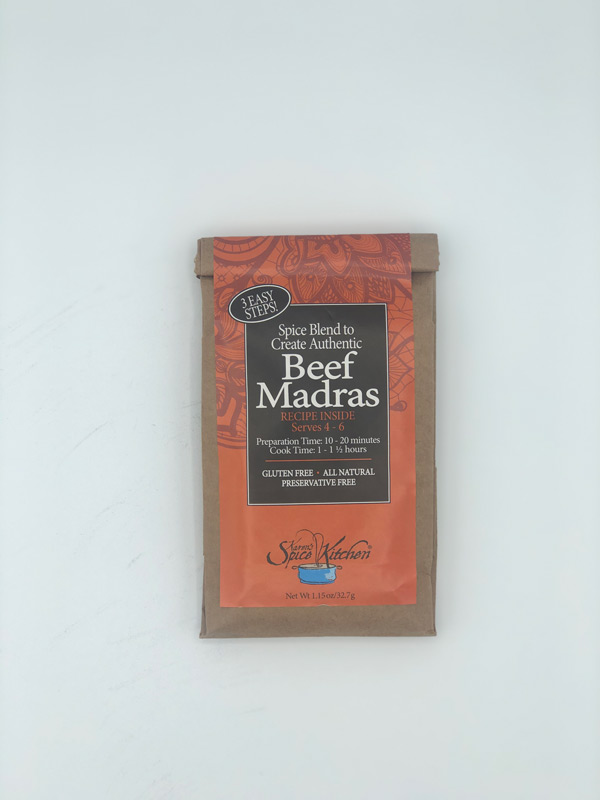 3 EASY
STEPS!
Spice Blend to
Create Authentic
Beef
Madras
RECIPE INSIDE
Serves 4 - 6
Preparation Time: 10 - 20 minutes
Cook Time: 1 - 1 ½ hours
GLUTEN FREE • ALL NATURAL
PRESERVATIVE FREE
Spice Kitchen®
Net Wt 1.15oz/32.7g